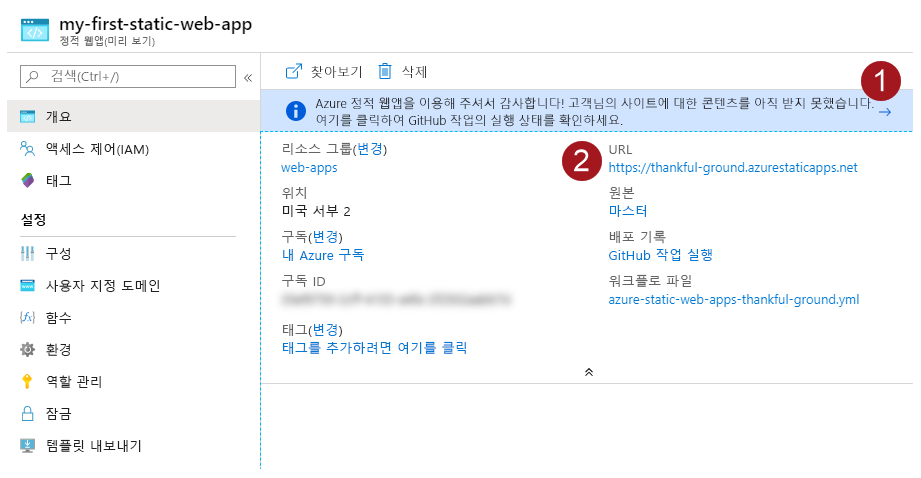 my-first-static-web-app
정적 웹앱(미리 보기)
검색(Ctrl+/)
«
찾아보기
삭제
1
Azure 정적 웹앱을 이용해 주셔서 감사합니다! 고객님의 사이트에 대한 콘텐츠를 아직 받지 못했습니다.
여기를 클릭하여 GitHub 작업의 실행 상태를 확인하세요.
→
개요
액세스 제어(IAM)
태그
설정
구성
사용자 지정 도메인
함수
환경
역할 관리
잠금
템플릿 내보내기
리소스 그룹(변경)
web-apps
위치
미국 서부 2
구독(변경)
내 Azure 구독
구독 ID
태그(변경)
태그를 추가하려면 여기를 클릭
2
URL
https://thankful-ground.azurestaticapps.net
원본
마스터
배포 기록
GitHub 작업 실행
워크플로 파일
azure-static-web-apps-thankful-ground.yml